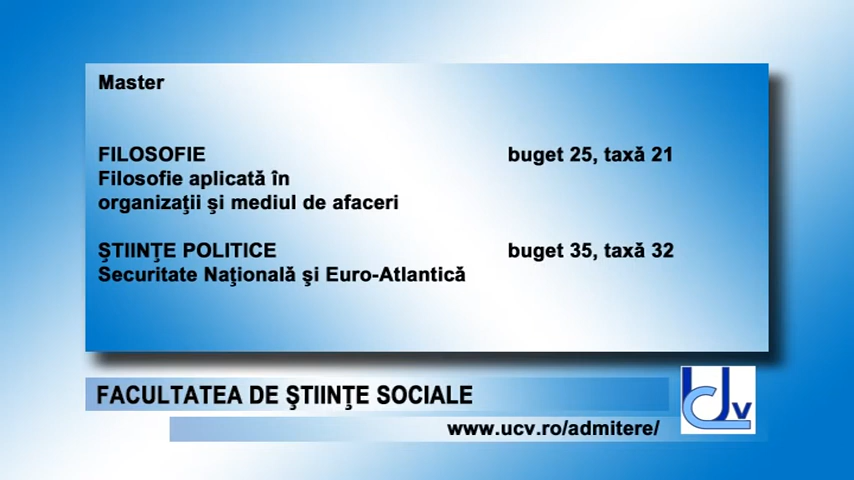 Master
FILOSOFIE buget 25, taxă 21
Filosofie aplicată în
organizaţii şi mediul de afaceri
ŞTIINŢE POLITICE buget 35, taxă 32
Securitate Naţională şi Euro-Atlantică
FACULTATEA DE ŞTIINŢE SOCIALE
www.ucv.ro/admitere/
UCV